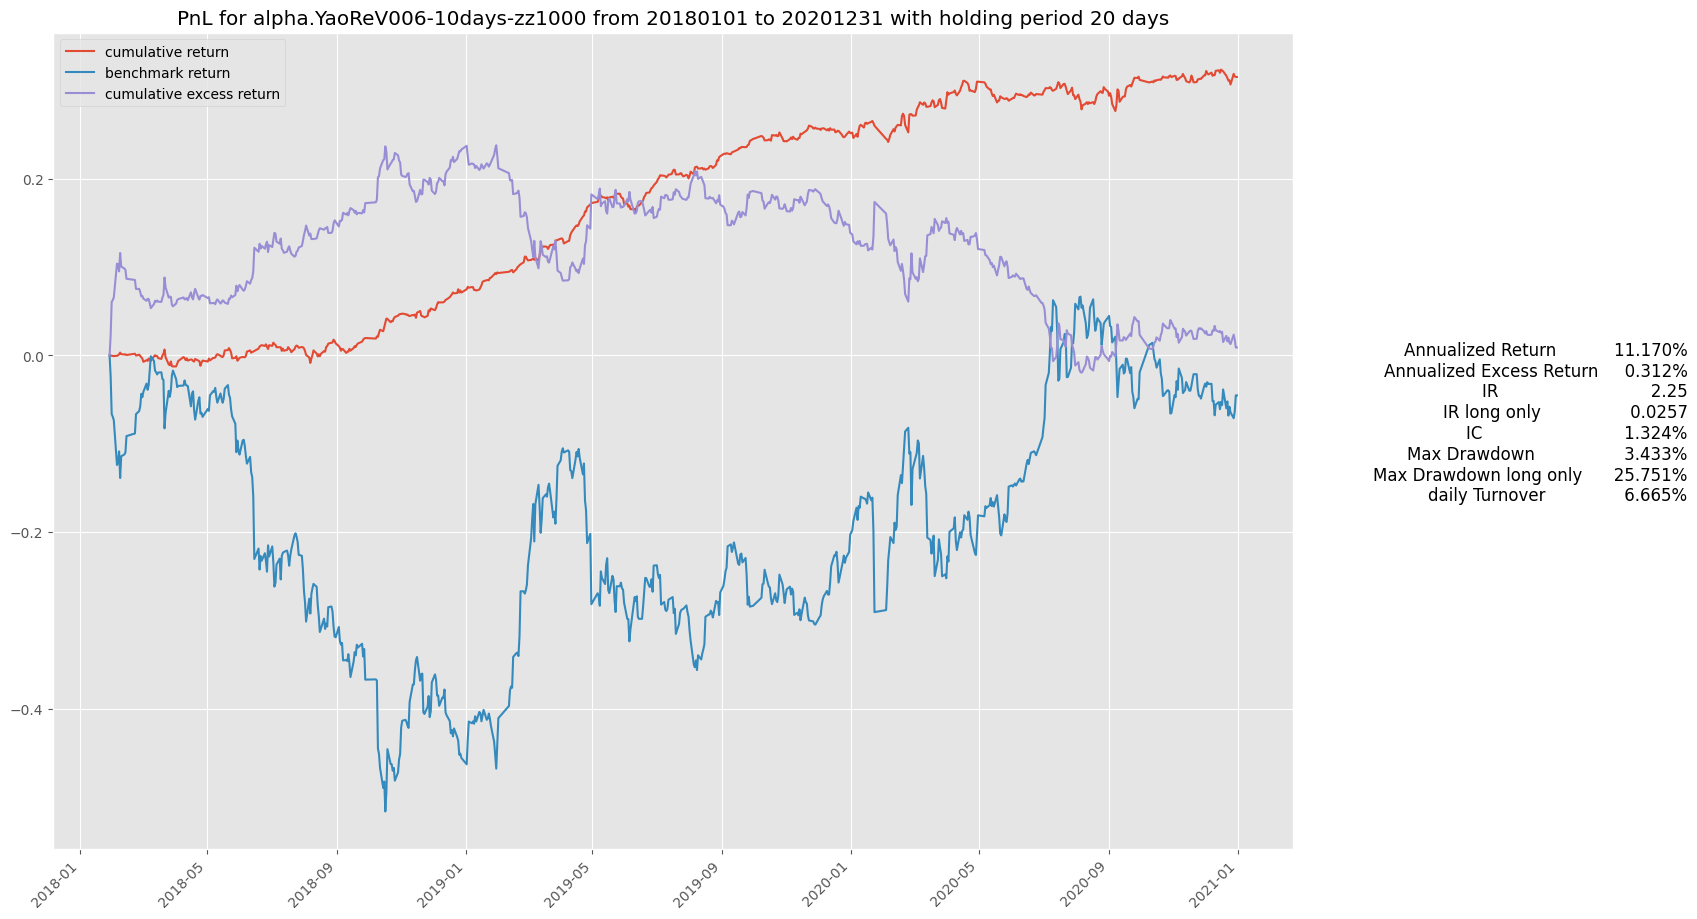 PnL for alpha.YaoReV006-10days-zz1000 from 20180101 to 20201231 with holding period 20 days
cumulative return
benchmark return
cumulative excess return
0.2
0.0
−0.2
−0.4
2018-01
2018-05
2018-09
2019-01
2019-05
2019-09
2020-01
2020-05
2020-09
2021-01
Annualized Return 11.170%
Annualized Excess Return 0.312%
IR 2.25
IR long only 0.0257
IC 1.324%
Max Drawdown 3.433%
Max Drawdown long only 25.751%
daily Turnover 6.665%